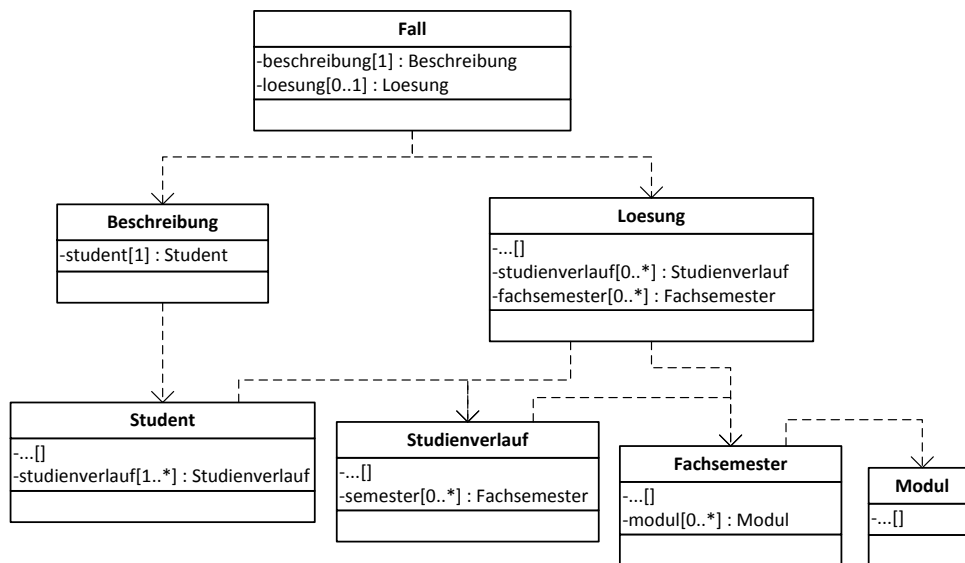 Fall
-beschreibung[1] : Beschreibung
-loesung[0..1] : Loesung
Beschreibung
-student[1] : Student
Loesung
-...[]
-studienverlauf[0..*] : Studienverlauf
-fachsemester[0..*] : Fachsemester
Student
-...[]
-studienverlauf[1..*] : Studienverlauf
Studienverlauf
-...[]
-semester[0..*] : Fachsemester
Fachsemester
-...[]
-modul[0..*] : Modul
Modul
-...[]